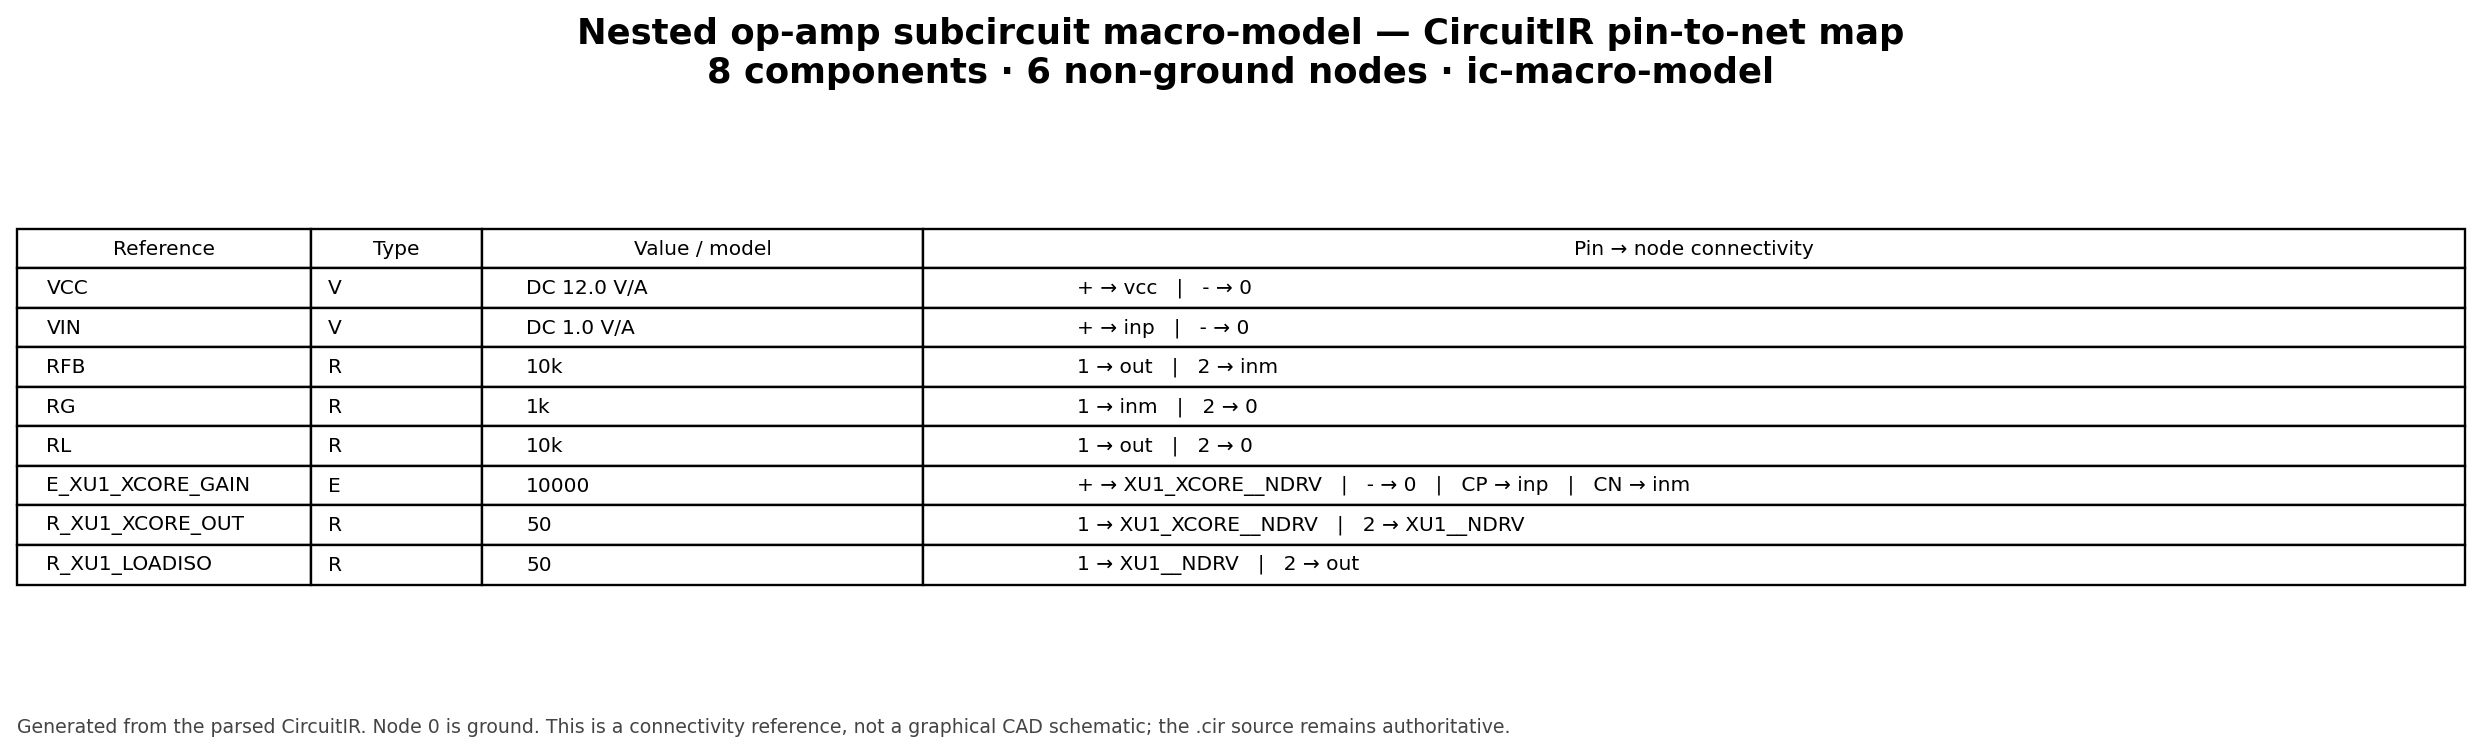 Nested op-amp subcircuit macro-model — CircuitIR pin-to-net map
8 components · 6 non-ground nodes · ic-macro-model
Reference Type Value / model Pin → node connectivity
VCC V DC 12.0 V/A + → vcc | - → 0
VIN V DC 1.0 V/A + → inp | - → 0
RFB R 10k 1 → out | 2 → inm
RG R 1k 1 → inm | 2 → 0
RL R 10k 1 → out | 2 → 0
E_XU1_XCORE_GAIN E 10000 + → XU1_XCORE__NDRV | - → 0 | CP → inp | CN → inm
R_XU1_XCORE_OUT R 50 1 → XU1_XCORE__NDRV | 2 → XU1__NDRV
R_XU1_LOADISO R 50 1 → XU1__NDRV | 2 → out
Generated from the parsed CircuitIR. Node 0 is ground. This is a connectivity reference, not a graphical CAD schematic; the .cir source remains authoritative.